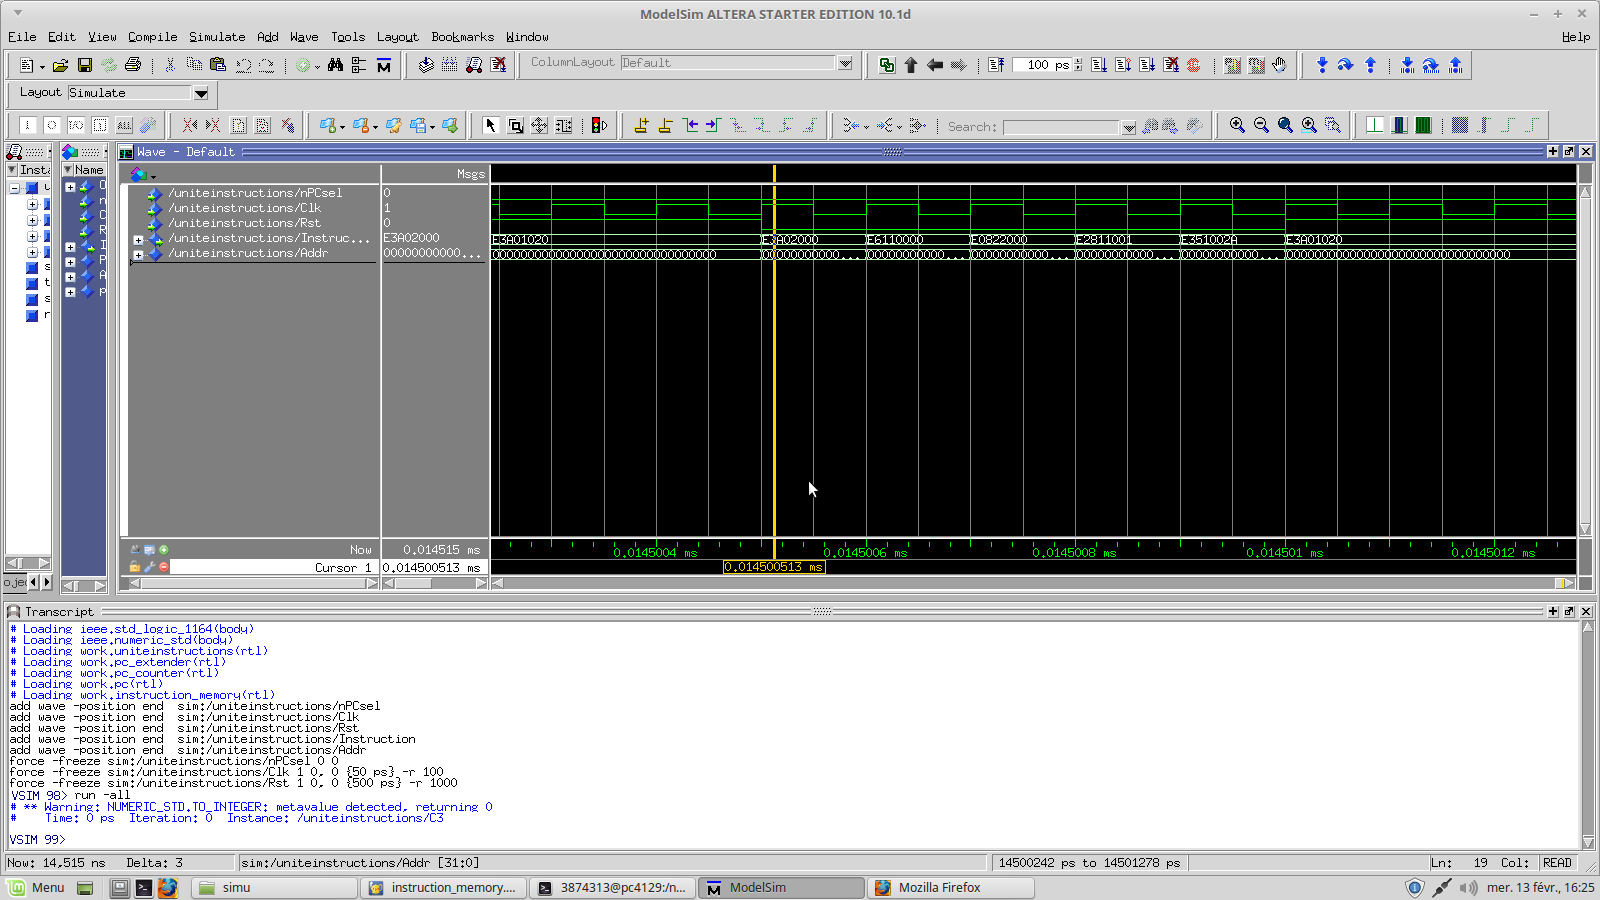 ModelSim ALTERA STARTER EDITION 10.1d
File Edit View Compile Simulate Add Wave Tools Layout Bookmarks Window Help
ColumnLayout Default
100 ps
Layout Simulate
Search:
Insta
Name
Wave - Default
Msgs
/uniteinstructions/nPCsel 0
/uniteinstructions/Clk 1
/uniteinstructions/Rst 0
/uniteinstructions/Instruc... E3A02000
/uniteinstructions/Addr 00000000000...
E3A01020 E3A02000 E6110000 E0822000 E2811001 E351002A E3A01020
00000000000000000000000000000000 00000000000... 00000000000... 00000000000... 00000000000... 00000000000... 00000000000000000000000000000000
Now 0.014515 ms
0.0145004 ms 0.0145006 ms 0.0145008 ms 0.014501 ms 0.0145012 ms
Cursor 1 0.014500513 ms
0.014500513 ms
Transcript
# Loading ieee.std_logic_1164(body)
# Loading ieee.numeric_std(body)
# Loading work.uniteinstructions(rtl)
# Loading work.pc_extender(rtl)
# Loading work.pc_counter(rtl)
# Loading work.pc(rtl)
# Loading work.instruction_memory(rtl)
add wave -position end  sim:/uniteinstructions/nPCsel
add wave -position end  sim:/uniteinstructions/Clk
add wave -position end  sim:/uniteinstructions/Rst
add wave -position end  sim:/uniteinstructions/Instruction
add wave -position end  sim:/uniteinstructions/Addr
force -freeze sim:/uniteinstructions/nPCsel 0 0
force -freeze sim:/uniteinstructions/Clk 1 0, 0 {50 ps} -r 100
force -freeze sim:/uniteinstructions/Rst 1 0, 0 {500 ps} -r 1000
VSIM 98> run -all
# ** Warning: NUMERIC_STD.TO_INTEGER: metavalue detected, returning 0
#    Time: 0 ps  Iteration: 0  Instance: /uniteinstructions/C3
VSIM 99>
Now: 14,515 ns Delta: 3 sim:/uniteinstructions/Addr [31:0] 14500242 ps to 14501278 ps Ln: 19 Col: READ
Menu simu instruction_memory.... 3874313@pc4129:/n... ModelSim Mozilla Firefox mer. 13 févr., 16:25